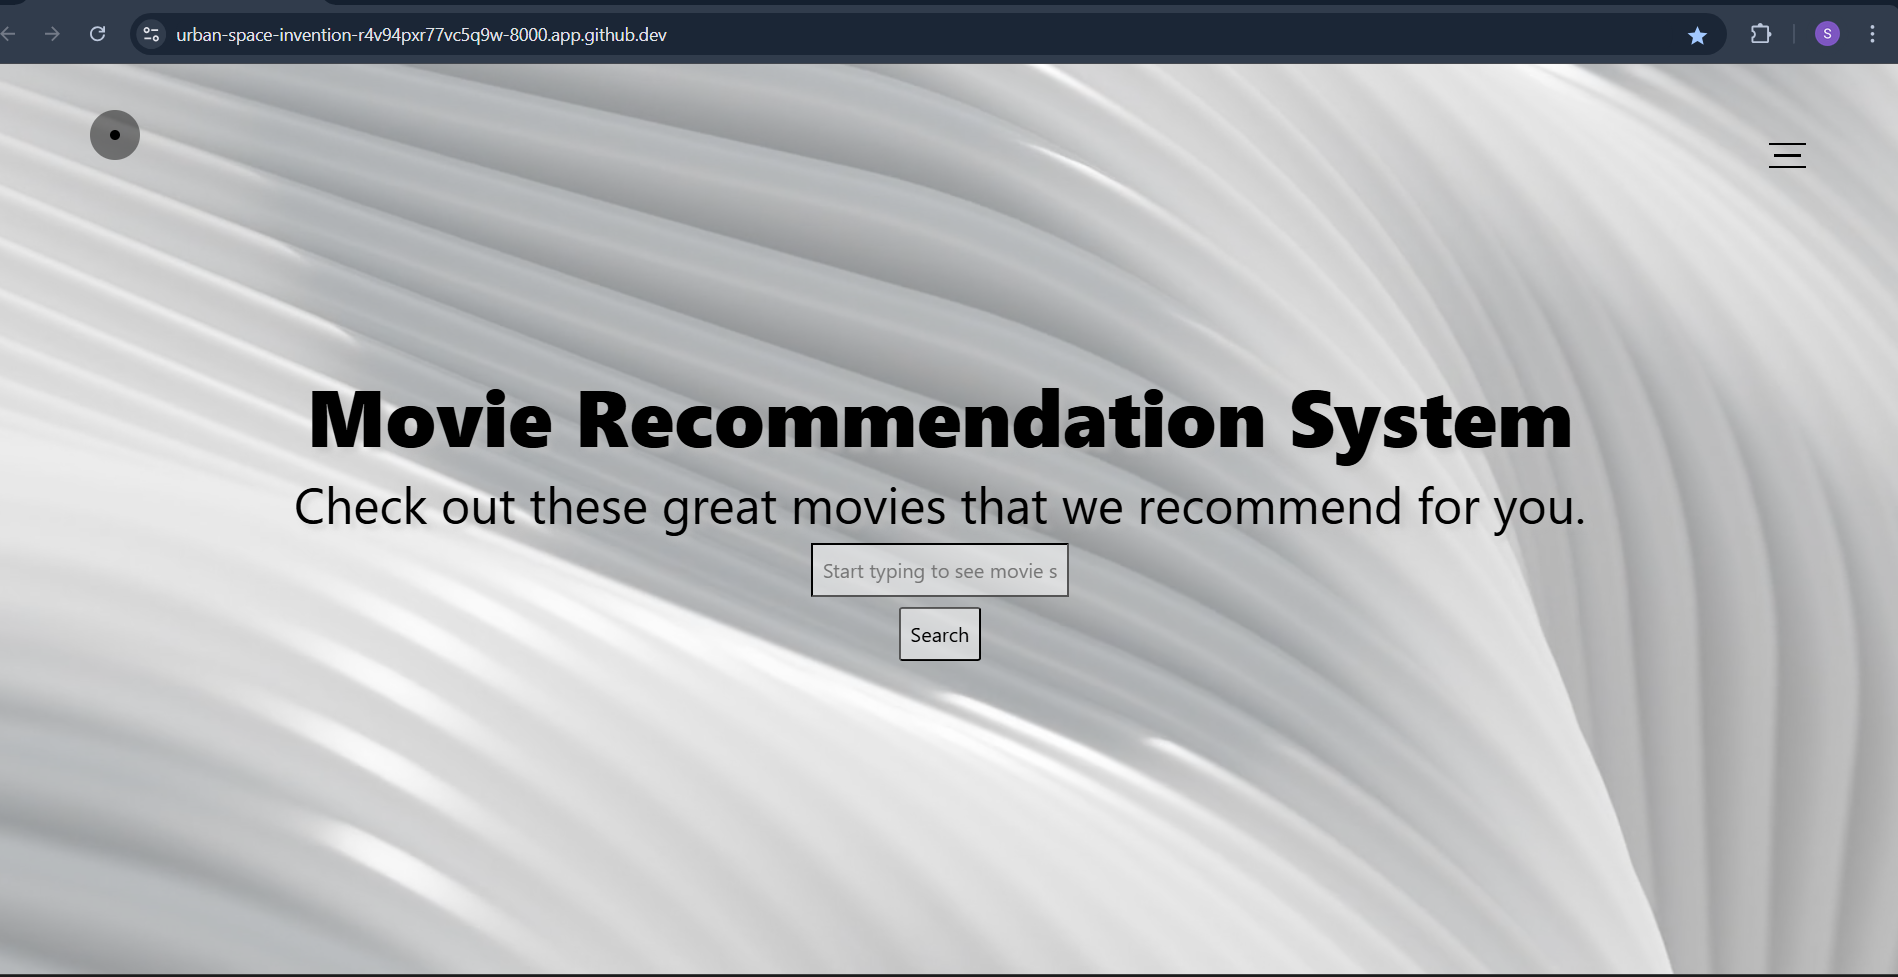 urban-space-invention-r4v94pxr77vc5q9w-8000.app.github.dev
S
Movie Recommendation System
Check out these great movies that we recommend for you.
Start typing to see movie s
Search